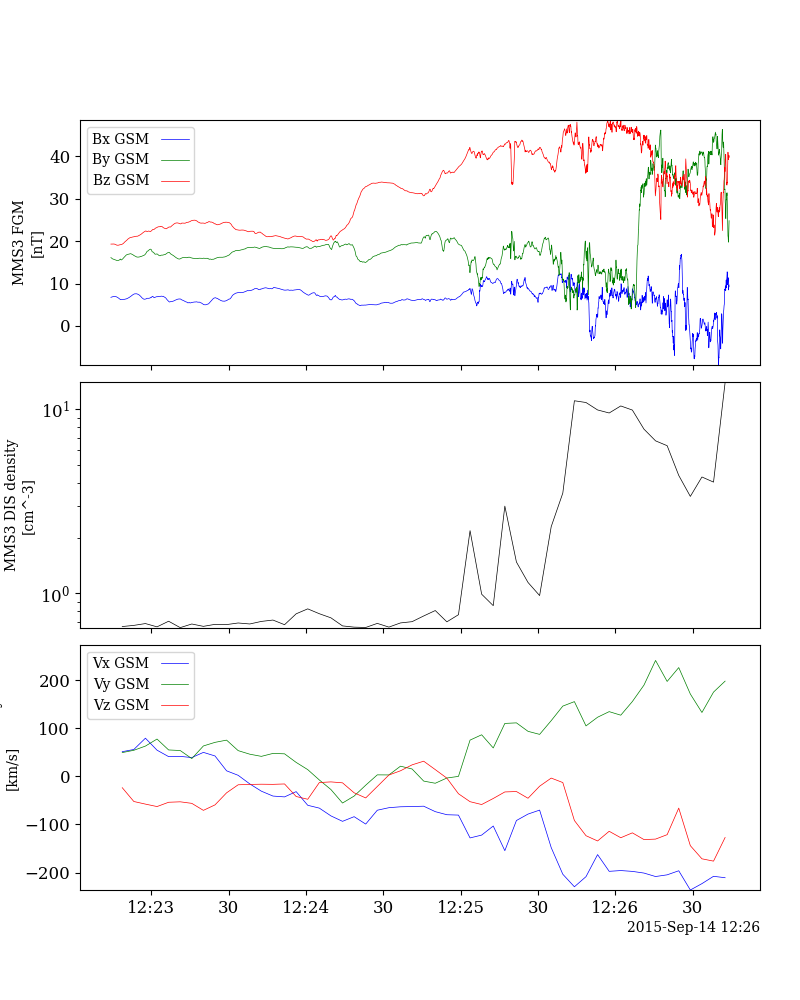 Bx GSM
By GSM
Bz GSM
40
30
20
10
0
MMS3 FGM
[nT]
10^1
10^0
MMS3 DIS density
[cm^-3]
Vx GSM
Vy GSM
Vz GSM
200
100
0
−100
−200
[km/s]
12:23 30 12:24 30 12:25 30 12:26 30
2015-Sep-14 12:26